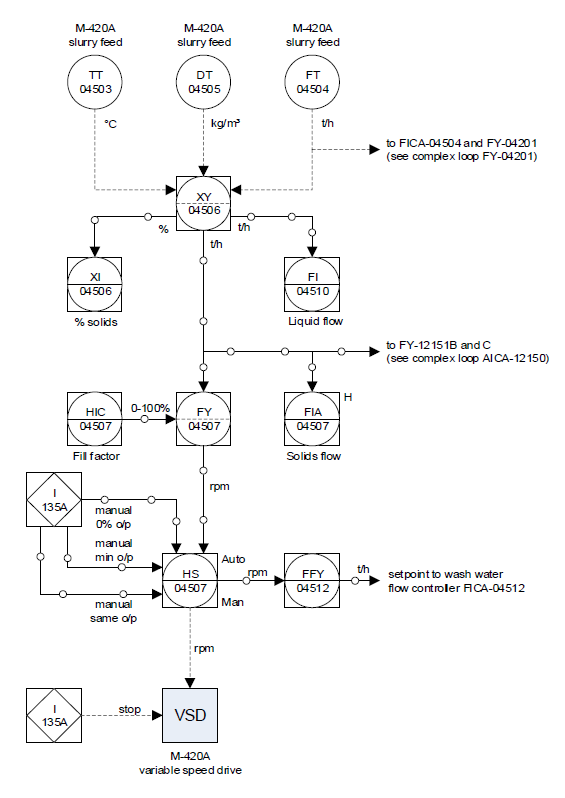 M-420A
slurry feed
M-420A
slurry feed
M-420A
slurry feed
TT
04503
DT
04505
FT
04504
°C
kg/m³
t/h
to FICA-04504 and FY-04201
(see complex loop FY-04201)
XY
04506
%
t/h
t/h
XI
04506
% solids
FI
04510
Liquid flow
to FY-12151B and C
(see complex loop AICA-12150)
HIC
04507
Fill factor
0-100%
FY
04507
FIA
04507
H
Solids flow
rpm
I
135A
manual
0% o/p
manual
min o/p
manual
same o/p
HS
04507
Auto
Man
rpm
FFY
04512
t/h
setpoint to wash water
flow controller FICA-04512
rpm
I
135A
stop
VSD
M-420A
variable speed drive